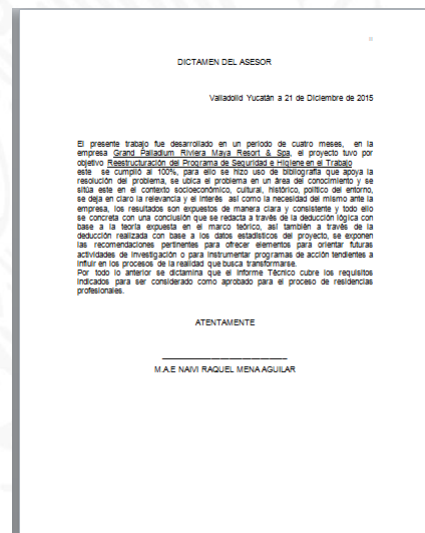 DICTAMEN DEL ASESOR
Valladolid Yucatán a 21 de Diciembre de 2015
El presente trabajo fue desarrollado en un periodo de cuatro meses, en la
empresa Grand Palladium Riviera Maya Resort & Spa, el proyecto tuvo por
objetivo Reestructuración del Programa de Seguridad e Higiene en el Trabajo
este se cumplió al 100%, para ello se hizo uso de bibliografía que apoya la
resolución del problema, se ubica el problema en un área del conocimiento y se
sitúa este en el contexto socioeconómico, cultural, histórico, político del entorno,
se deja en claro la relevancia y el interés así como la necesidad del mismo ante la
empresa, los resultados son expuestos de manera clara y consistente y todo ello
se concreta con una conclusión que se redacta a través de la deducción lógica con
base a la teoría expuesta en el marco teórico, así también a través de la
deducción realizada con base a los datos estadísticos del proyecto, se exponen
las recomendaciones pertinentes para ofrecer elementos para orientar futuras
actividades de investigación o para instrumentar programas de acción tendientes a
influir en los procesos de la realidad que busca transformarse.
Por todo lo anterior se dictamina que el Informe Técnico cubre los requisitos
indicados para ser considerado como aprobado para el proceso de residencias
profesionales.
ATENTAMENTE
M.A.E NAIVI RAQUEL MENA AGUILAR